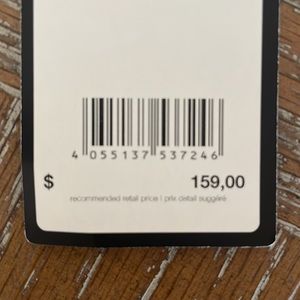 4 055137 537246
$ 159,00
recommended retail price | prix détail suggéré